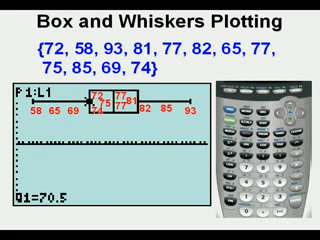 Box and Whiskers Plotting
{72, 58, 93, 81, 77, 82, 65, 77,
75, 85, 69, 74}
P1:L1
72 77
58 65 69 75 81 82 85 93
74 77
Q1=70.5